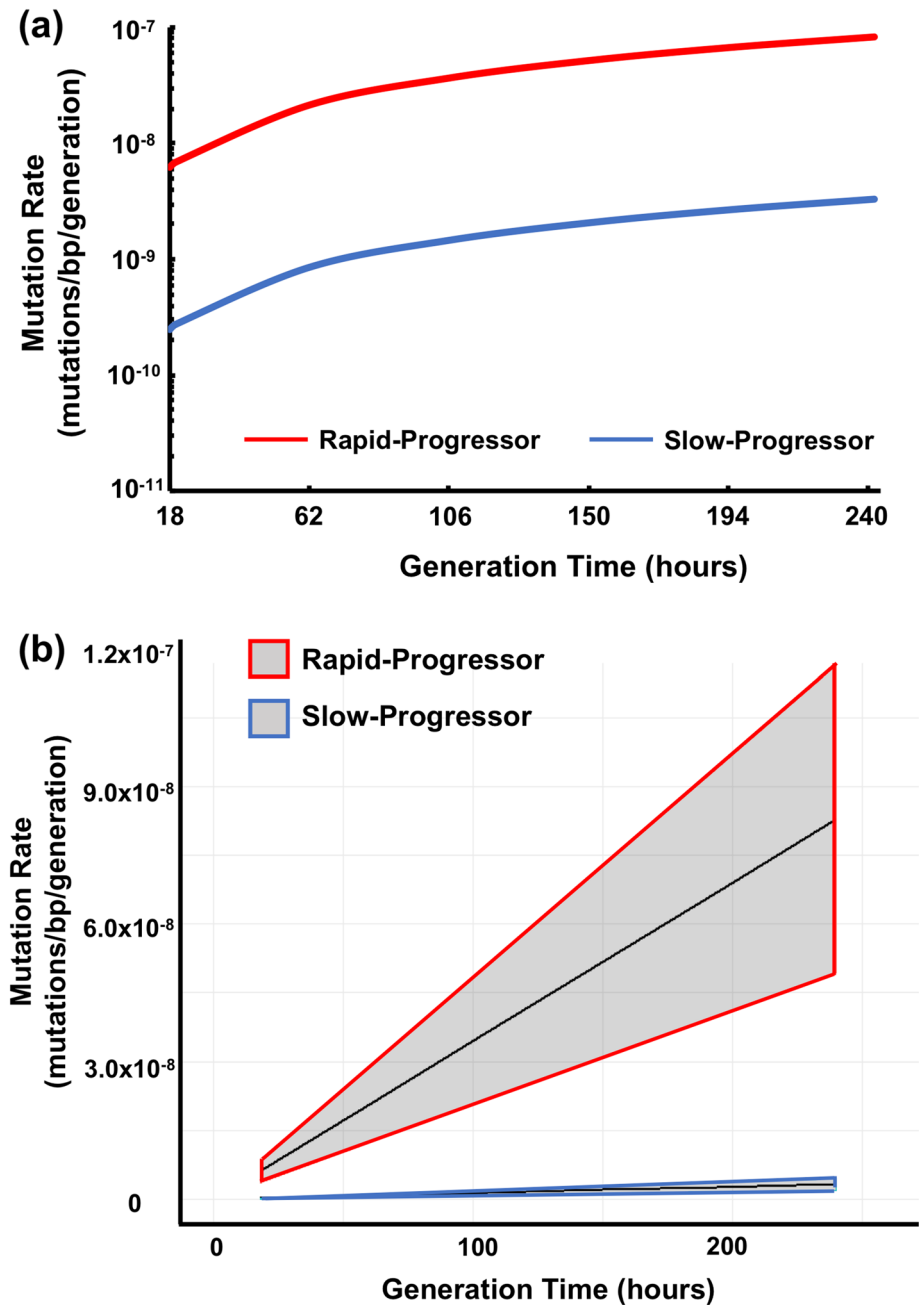 (a)
10⁻⁷
10⁻⁸
10⁻⁹
10⁻¹⁰
10⁻¹¹
Mutation Rate
(mutations/bp/generation)
Rapid-Progressor
Slow-Progressor
18 62 106 150 194 240
Generation Time (hours)
(b)
1.2x10⁻⁷
9.0x10⁻⁸
6.0x10⁻⁸
3.0x10⁻⁸
0
Mutation Rate
(mutations/bp/generation)
Rapid-Progressor
Slow-Progressor
0 100 200
Generation Time (hours)